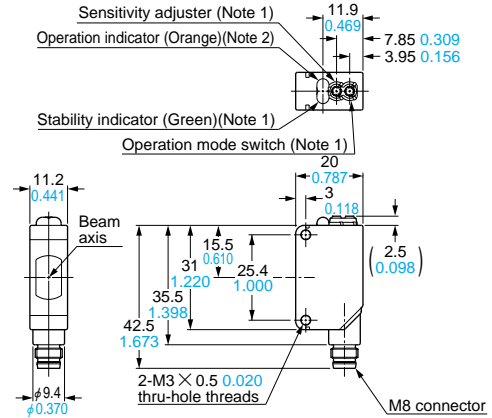 Sensitivity adjuster (Note 1)
11.9
0.469
Operation indicator (Orange)(Note 2)
7.85 0.309
3.95 0.156
Stability indicator (Green)(Note 1)
Operation mode switch (Note 1)
20
0.787
11.2
0.441
3
0.118
Beam
axis
15.5
0.610
2.5
0.098
31
1.220
25.4
1.000
35.5
1.398
42.5
1.673
φ9.4
φ0.370
2-M3 × 0.5 0.020
thru-hole threads
M8 connector